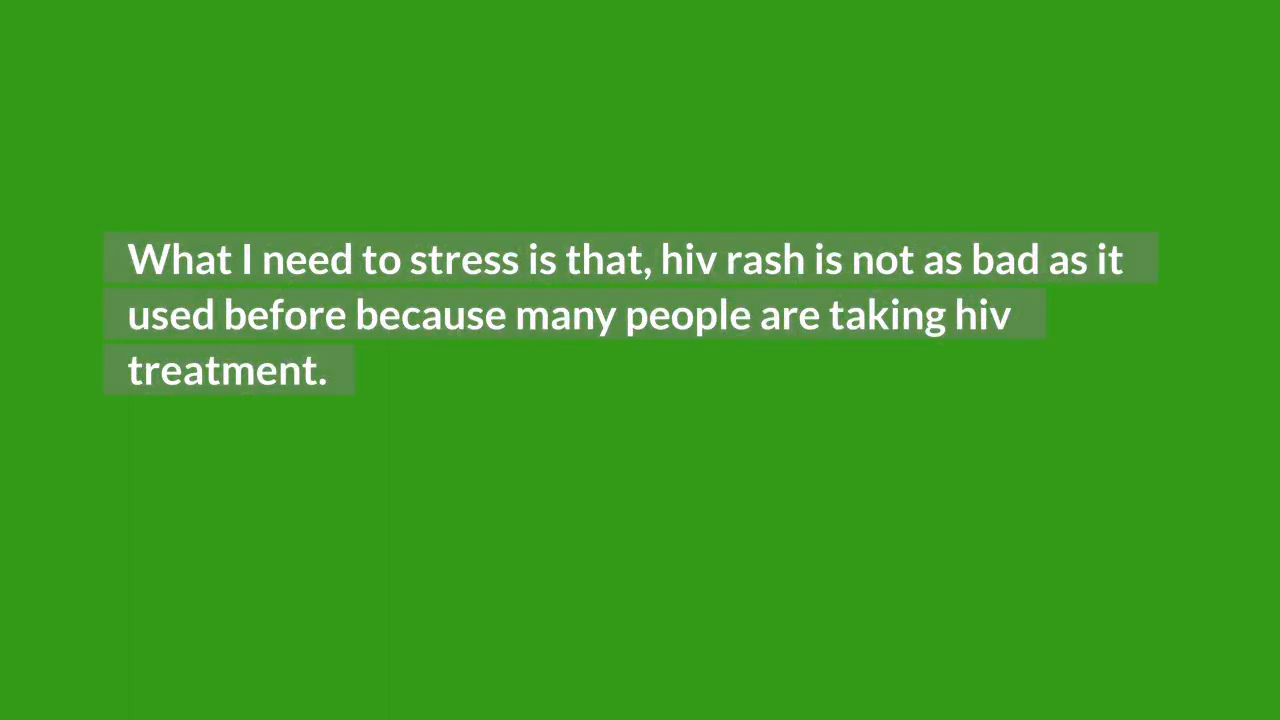 What I need to stress is that, hiv rash is not as bad as it
used before because many people are taking hiv
treatment.